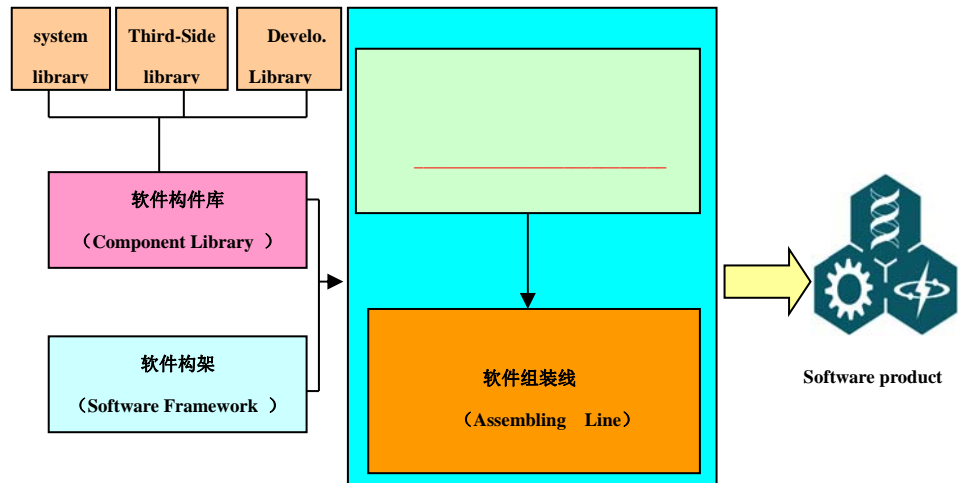 system
library
Third-Side
library
Develo.
Library
软件构件库
（Component Library ）
软件构架
（Software Framework ）
软件组装线
（Assembling Line）
Software product